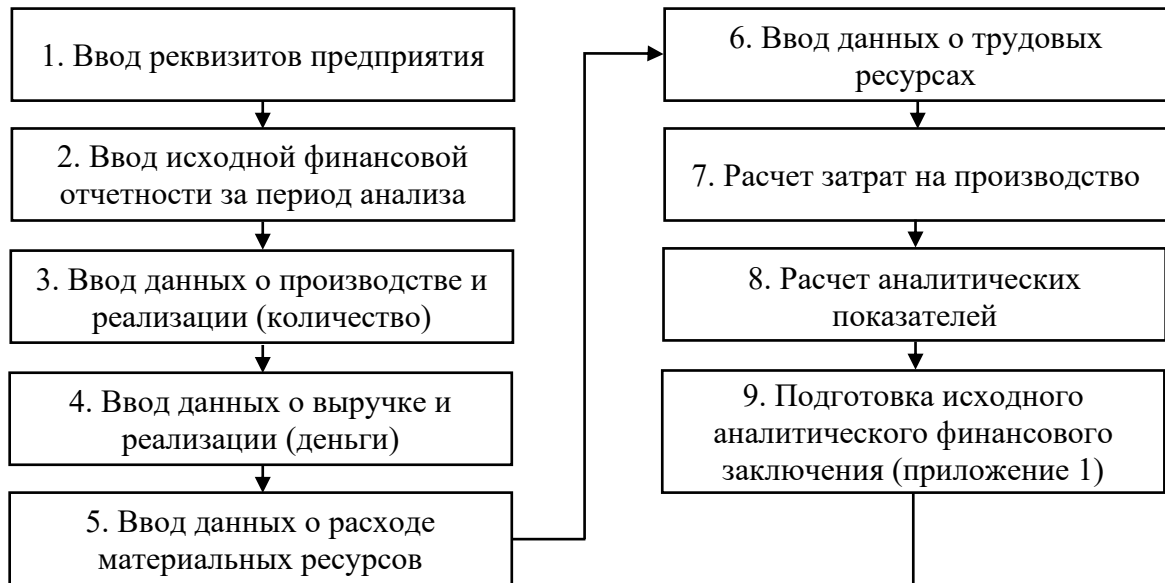 1. Ввод реквизитов предприятия
2. Ввод исходной финансовой
отчетности за период анализа
3. Ввод данных о производстве и
реализации (количество)
4. Ввод данных о выручке и
реализации (деньги)
5. Ввод данных о расходе
материальных ресурсов
6. Ввод данных о трудовых
ресурсах
7. Расчет затрат на производство
8. Расчет аналитических
показателей
9. Подготовка исходного
аналитического финансового
заключения (приложение 1)